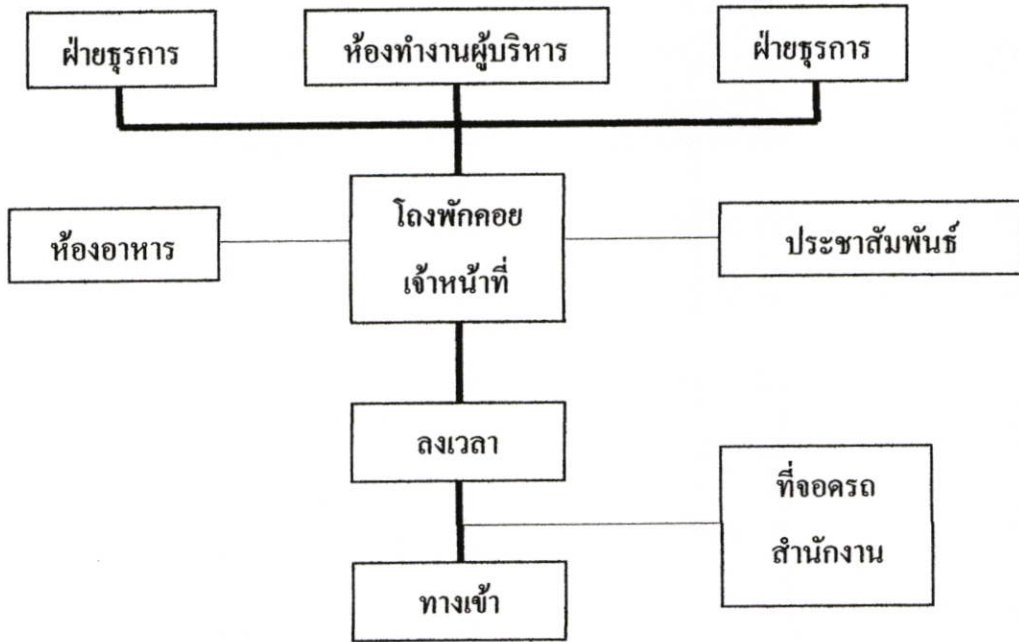 ฝ่ายธุรการ
ห้องทำงานผู้บริหาร
ฝ่ายธุรการ
ห้องอาหาร
โถงพักคอย
เจ้าหน้าที่
ประชาสัมพันธ์
ลงเวลา
ที่จอดรถ
สำนักงาน
ทางเข้า